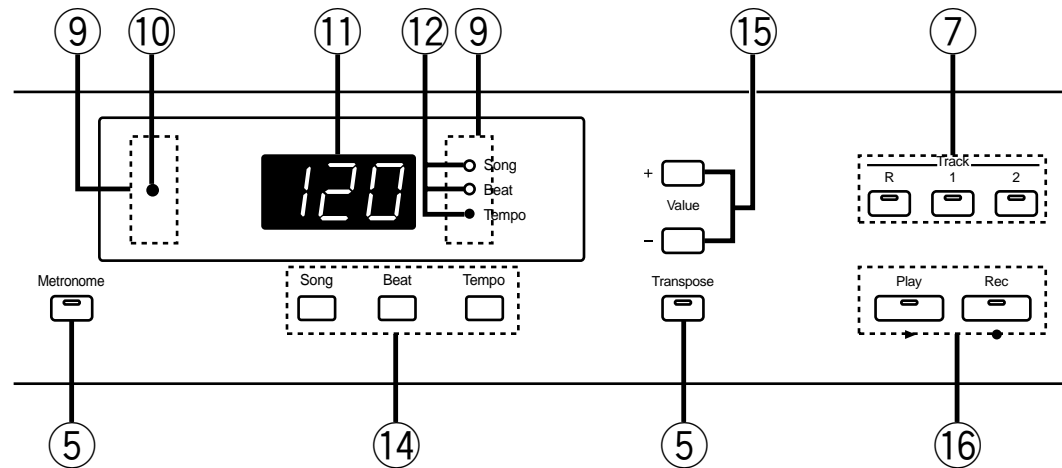 ⑨ ⑩ ⑪ ⑫ ⑨ ⑮ ⑦
Song
Beat
Tempo
120
+
Value
−
Track
R 1 2
Metronome
Song Beat Tempo
Transpose
Play Rec
⑤ ⑭ ⑤ ⑯